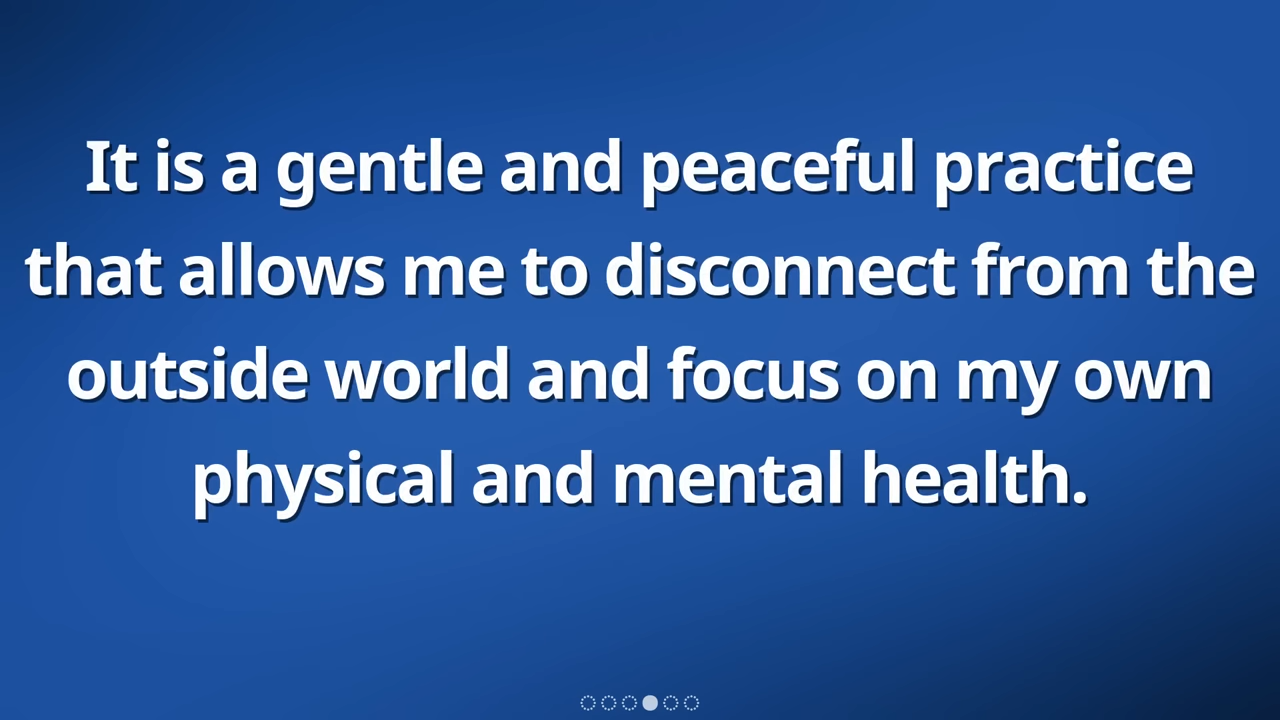 It is a gentle and peaceful practice
that allows me to disconnect from the
outside world and focus on my own
physical and mental health.